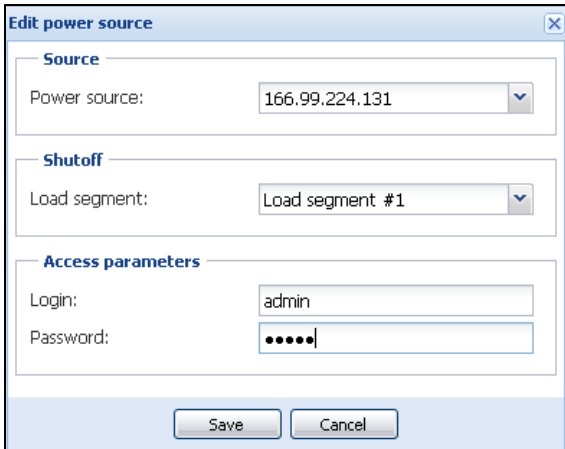 Edit power source
Source
Power source: 166.99.224.131
Shutoff
Load segment: Load segment #1
Access parameters
Login: admin
Password: •••••
Save Cancel